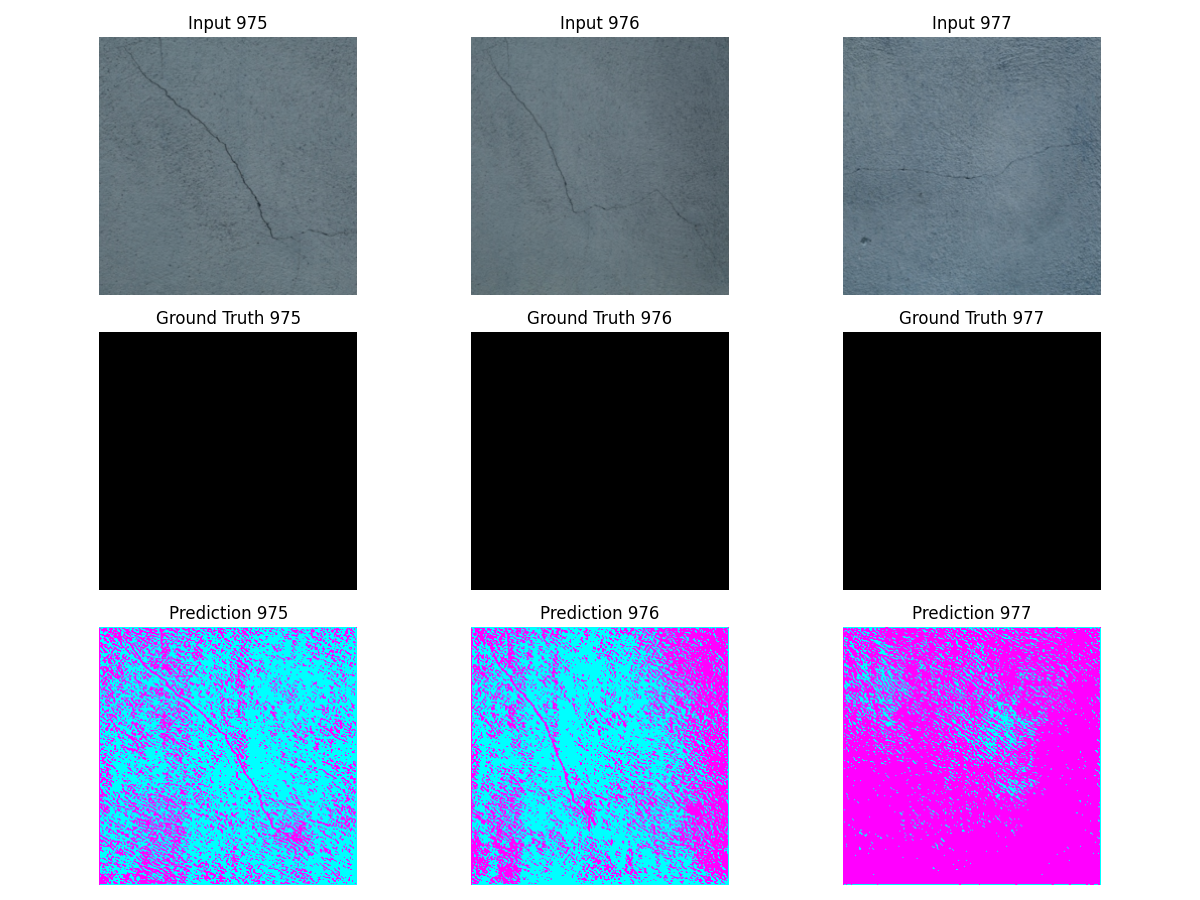 Input 975
Input 976
Input 977
Ground Truth 975
Ground Truth 976
Ground Truth 977
Prediction 975
Prediction 976
Prediction 977